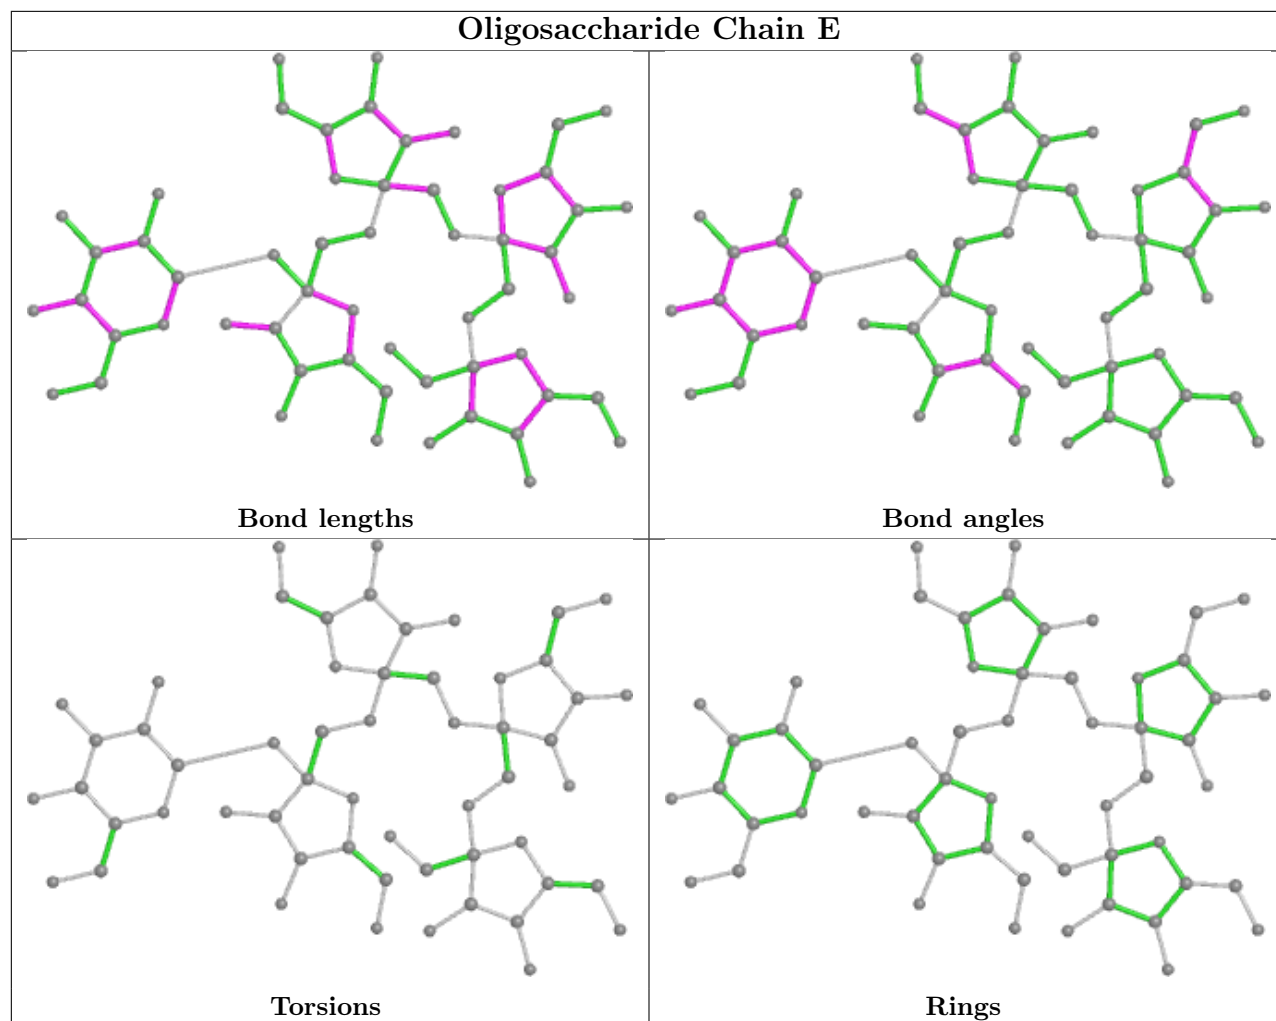 Oligosaccharide Chain E
Bond lengths
Bond angles
Torsions
Rings